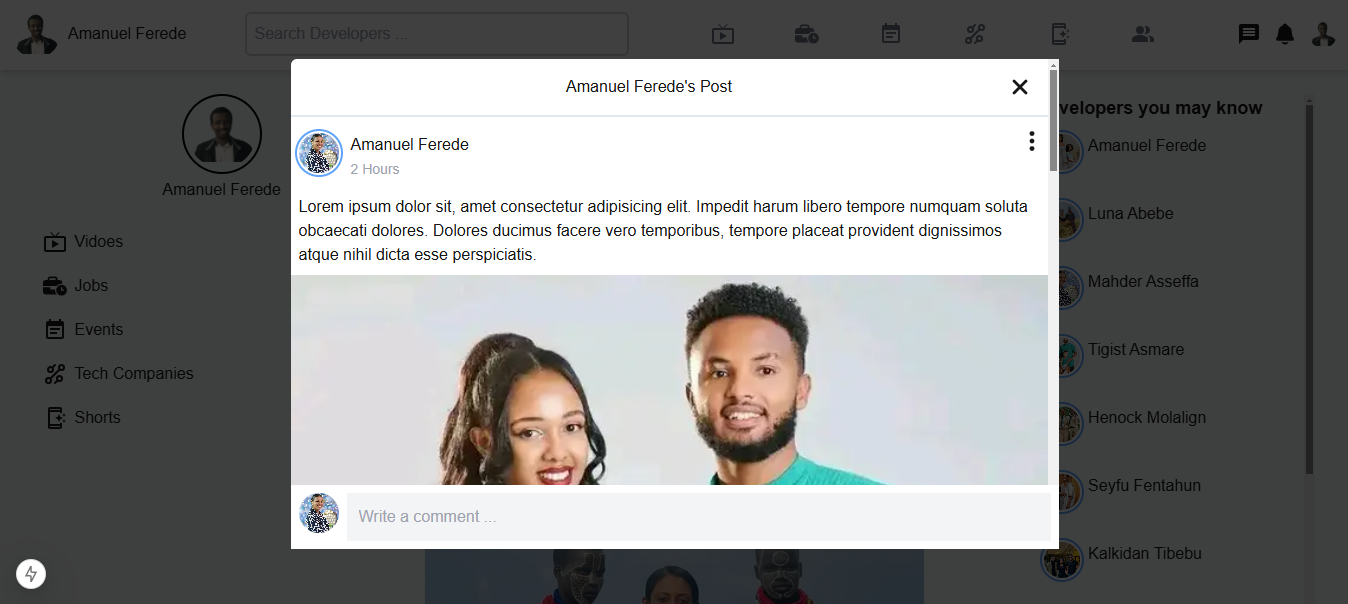 Amanuel Ferede
Search Developers ...
Amanuel Ferede's Post
Amanuel Ferede
2 Hours
Lorem ipsum dolor sit, amet consectetur adipisicing elit. Impedit harum libero tempore numquam soluta
obcaecati dolores. Dolores ducimus facere vero temporibus, tempore placeat provident dignissimos
atque nihil dicta esse perspiciatis.
Write a comment ...
Amanuel Ferede
Vidoes
Jobs
Events
Tech Companies
Shorts
velopers you may know
Amanuel Ferede
Luna Abebe
Mahder Asseffa
Tigist Asmare
Henock Molalign
Seyfu Fentahun
Kalkidan Tibebu